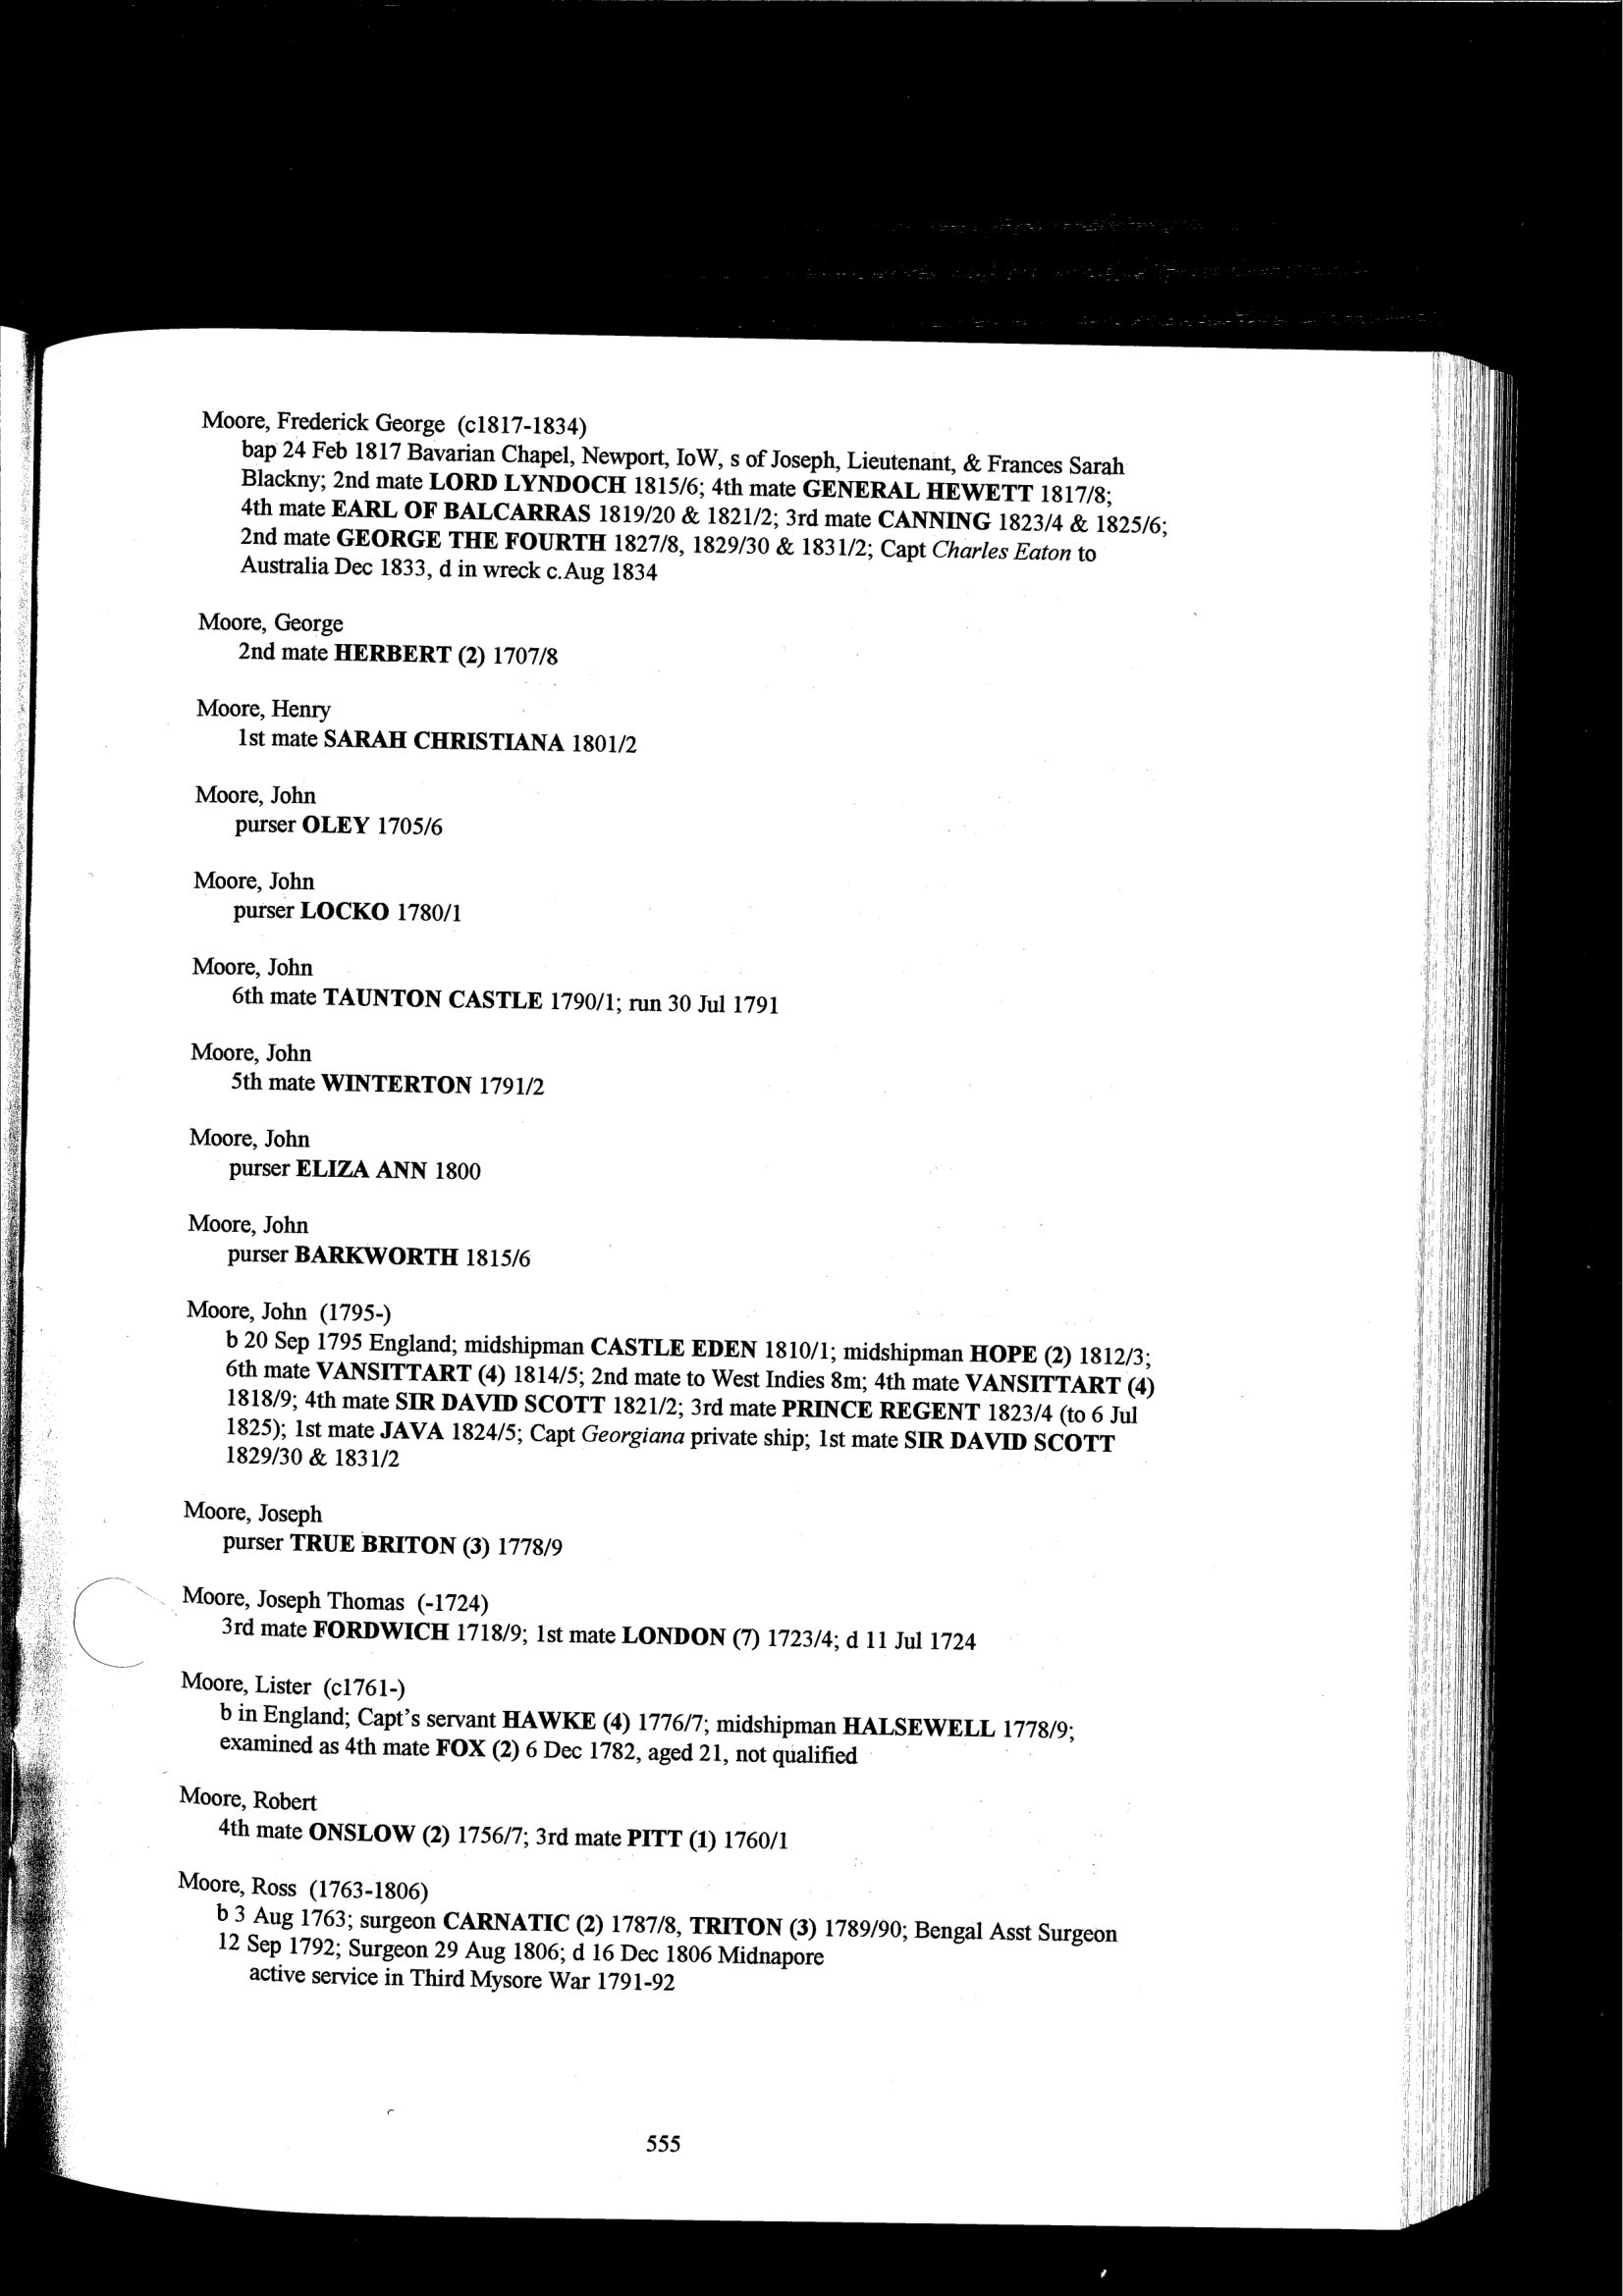 Moore, Frederick George (c1817-1834)
bap 24 Feb 1817 Bavarian Chapel, Newport, IoW, s of Joseph, Lieutenant, & Frances Sarah
Blackny; 2nd mate LORD LYNDOCH 1815/6; 4th mate GENERAL HEWETT 1817/8;
4th mate EARL OF BALCARRAS 1819/20 & 1821/2; 3rd mate CANNING 1823/4 & 1825/6;
2nd mate GEORGE THE FOURTH 1827/8, 1829/30 & 1831/2; Capt Charles Eaton to
Australia Dec 1833, d in wreck c.Aug 1834
Moore, George
2nd mate HERBERT (2) 1707/8
Moore, Henry
1st mate SARAH CHRISTIANA 1801/2
Moore, John
purser OLEY 1705/6
Moore, John
purser LOCKO 1780/1
Moore, John
6th mate TAUNTON CASTLE 1790/1; run 30 Jul 1791
Moore, John
5th mate WINTERTON 1791/2
Moore, John
purser ELIZA ANN 1800
Moore, John
purser BARKWORTH 1815/6
Moore, John (1795-)
b 20 Sep 1795 England; midshipman CASTLE EDEN 1810/1; midshipman HOPE (2) 1812/3;
6th mate VANSITTART (4) 1814/5; 2nd mate to West Indies 8m; 4th mate VANSITTART (4)
1818/9; 4th mate SIR DAVID SCOTT 1821/2; 3rd mate PRINCE REGENT 1823/4 (to 6 Jul
1825); 1st mate JAVA 1824/5; Capt Georgiana private ship; 1st mate SIR DAVID SCOTT
1829/30 & 1831/2
Moore, Joseph
purser TRUE BRITON (3) 1778/9
Moore, Joseph Thomas (-1724)
3rd mate FORDWICH 1718/9; 1st mate LONDON (7) 1723/4; d 11 Jul 1724
Moore, Lister (c1761-)
b in England; Capt's servant HAWKE (4) 1776/7; midshipman HALSEWELL 1778/9;
examined as 4th mate FOX (2) 6 Dec 1782, aged 21, not qualified
Moore, Robert
4th mate ONSLOW (2) 1756/7; 3rd mate PITT (1) 1760/1
Moore, Ross (1763-1806)
b 3 Aug 1763; surgeon CARNATIC (2) 1787/8, TRITON (3) 1789/90; Bengal Asst Surgeon
12 Sep 1792; Surgeon 29 Aug 1806; d 16 Dec 1806 Midnapore
active service in Third Mysore War 1791-92
555